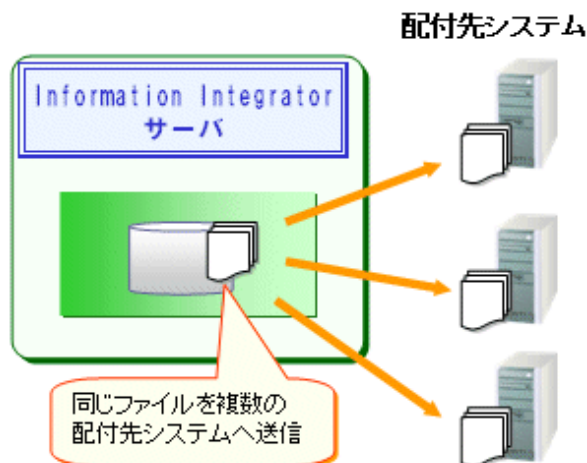 配付先システム
Information Integrator
サーバ
同じファイルを複数の
配付先システムへ送信